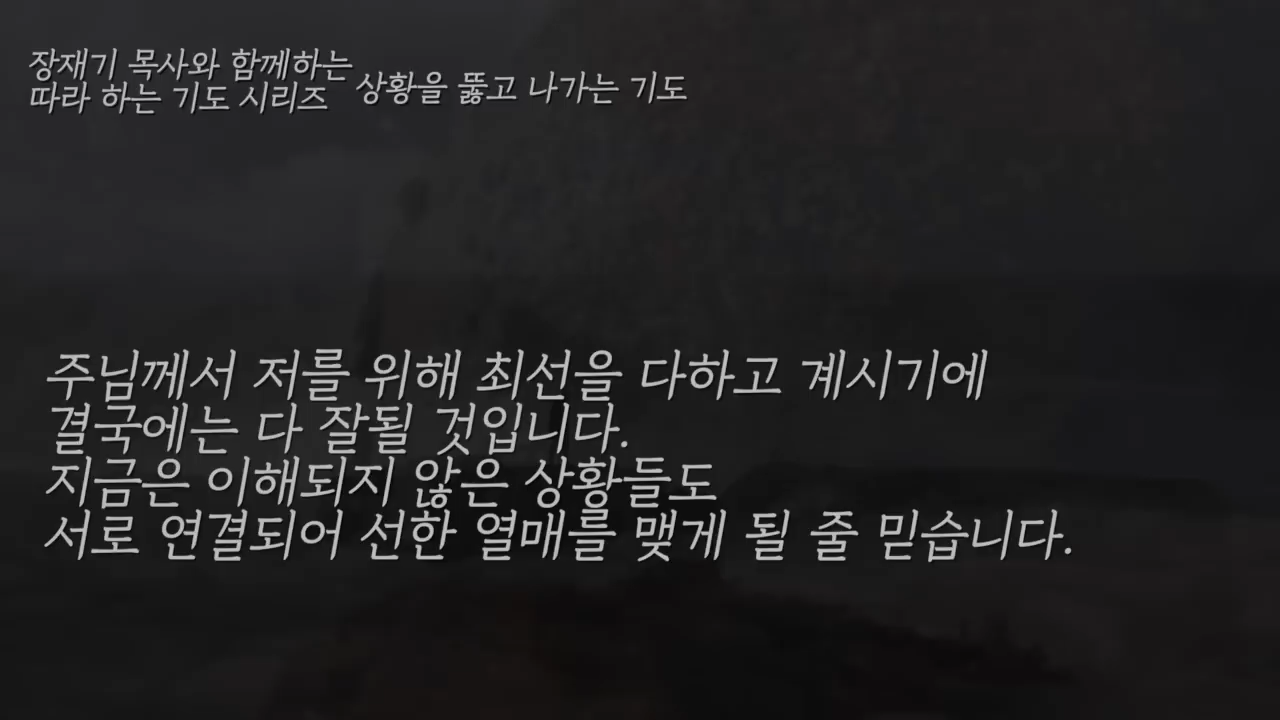 장재기 목사와 함께하는
따라 하는 기도 시리즈
상황을 뚫고 나가는 기도
주님께서 저를 위해 최선을 다하고 계시기에
결국에는 다 잘될 것입니다.
지금은 이해되지 않은 상황들도
서로 연결되어 선한 열매를 맺게 될 줄 믿습니다.